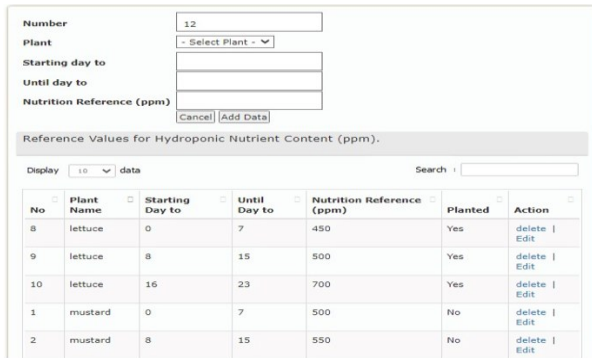 Number 12
Plant - Select Plant -
Starting day to
Until day to
Nutrition Reference (ppm)
Cancel Add Data
Reference Values for Hydroponic Nutrient Content (ppm).
Display 10 data Search :
No Plant Name Starting Day to Until Day to Nutrition Reference (ppm) Planted Action
8 lettuce 0 7 450 Yes delete | Edit
9 lettuce 8 15 500 Yes delete | Edit
10 lettuce 16 23 700 Yes delete | Edit
1 mustard 0 7 500 No delete | Edit
2 mustard 8 15 550 No delete | Edit